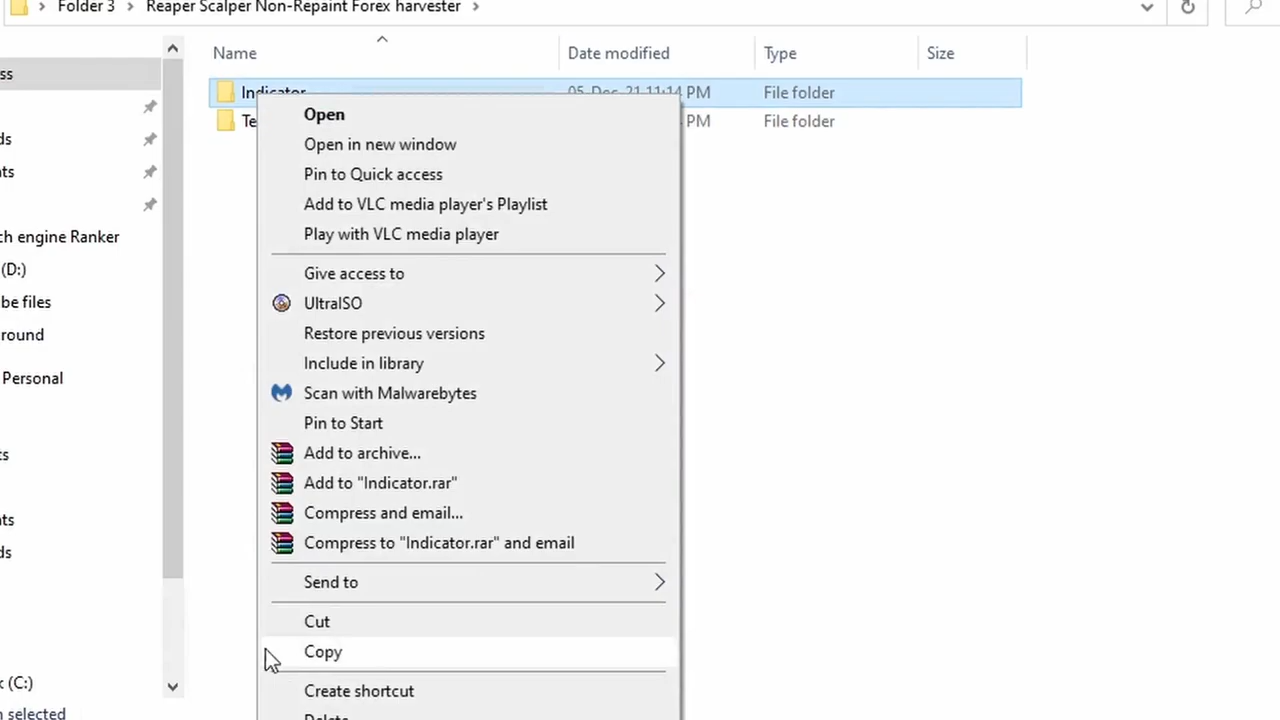 Folder 3 > Reaper Scalper Non-Repaint Forex harvester >
Name Date modified Type Size
ss
Indicator 05-Dec-21 11:14 PM File folder
Te PM File folder
ds
nts
ch engine Ranker
(D:)
be files
round
Personal
ts
nts
ds
k (C:)
n selected
Open
Open in new window
Pin to Quick access
Add to VLC media player's Playlist
Play with VLC media player
Give access to
UltraISO
Restore previous versions
Include in library
Scan with Malwarebytes
Pin to Start
Add to archive...
Add to "Indicator.rar"
Compress and email...
Compress to "Indicator.rar" and email
Send to
Cut
Copy
Create shortcut
Delete